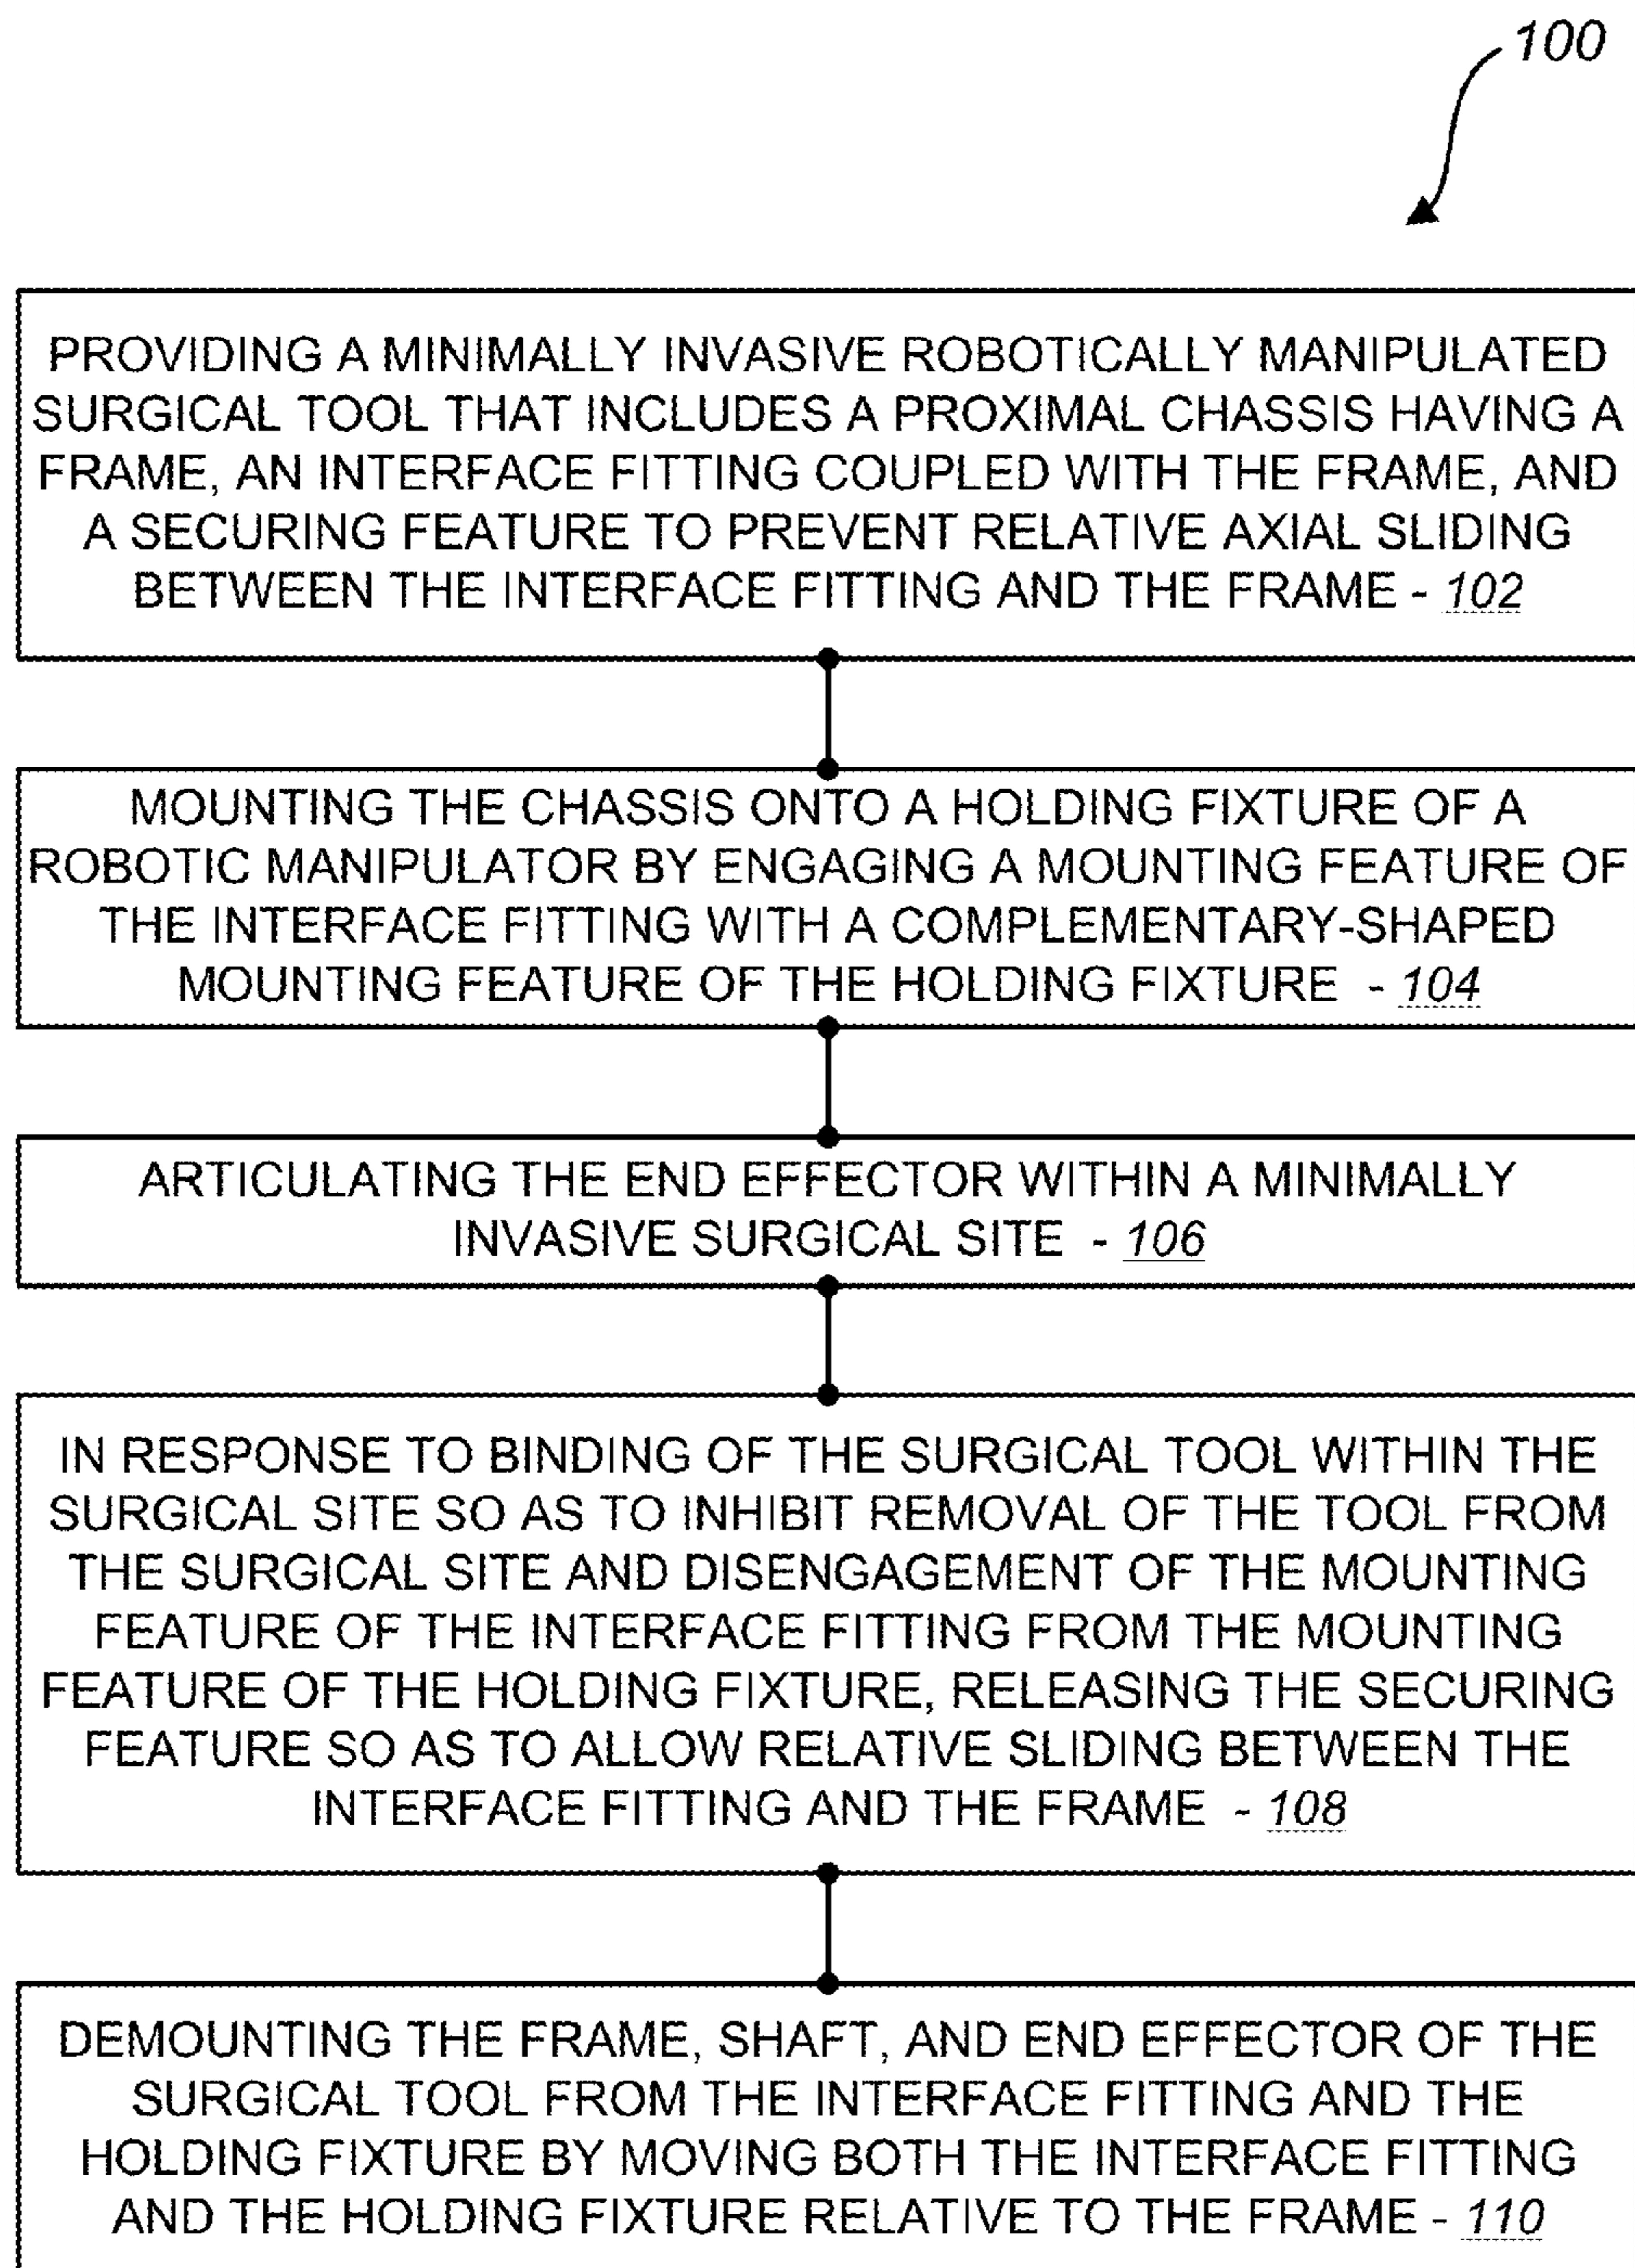 100
PROVIDING A MINIMALLY INVASIVE ROBOTICALLY MANIPULATED
SURGICAL TOOL THAT INCLUDES A PROXIMAL CHASSIS HAVING A
FRAME, AN INTERFACE FITTING COUPLED WITH THE FRAME, AND
A SECURING FEATURE TO PREVENT RELATIVE AXIAL SLIDING
BETWEEN THE INTERFACE FITTING AND THE FRAME - 102
MOUNTING THE CHASSIS ONTO A HOLDING FIXTURE OF A
ROBOTIC MANIPULATOR BY ENGAGING A MOUNTING FEATURE OF
THE INTERFACE FITTING WITH A COMPLEMENTARY-SHAPED
MOUNTING FEATURE OF THE HOLDING FIXTURE - 104
ARTICULATING THE END EFFECTOR WITHIN A MINIMALLY
INVASIVE SURGICAL SITE - 106
IN RESPONSE TO BINDING OF THE SURGICAL TOOL WITHIN THE
SURGICAL SITE SO AS TO INHIBIT REMOVAL OF THE TOOL FROM
THE SURGICAL SITE AND DISENGAGEMENT OF THE MOUNTING
FEATURE OF THE INTERFACE FITTING FROM THE MOUNTING
FEATURE OF THE HOLDING FIXTURE, RELEASING THE SECURING
FEATURE SO AS TO ALLOW RELATIVE SLIDING BETWEEN THE
INTERFACE FITTING AND THE FRAME - 108
DEMOUNTING THE FRAME, SHAFT, AND END EFFECTOR OF THE
SURGICAL TOOL FROM THE INTERFACE FITTING AND THE
HOLDING FIXTURE BY MOVING BOTH THE INTERFACE FITTING
AND THE HOLDING FIXTURE RELATIVE TO THE FRAME - 110